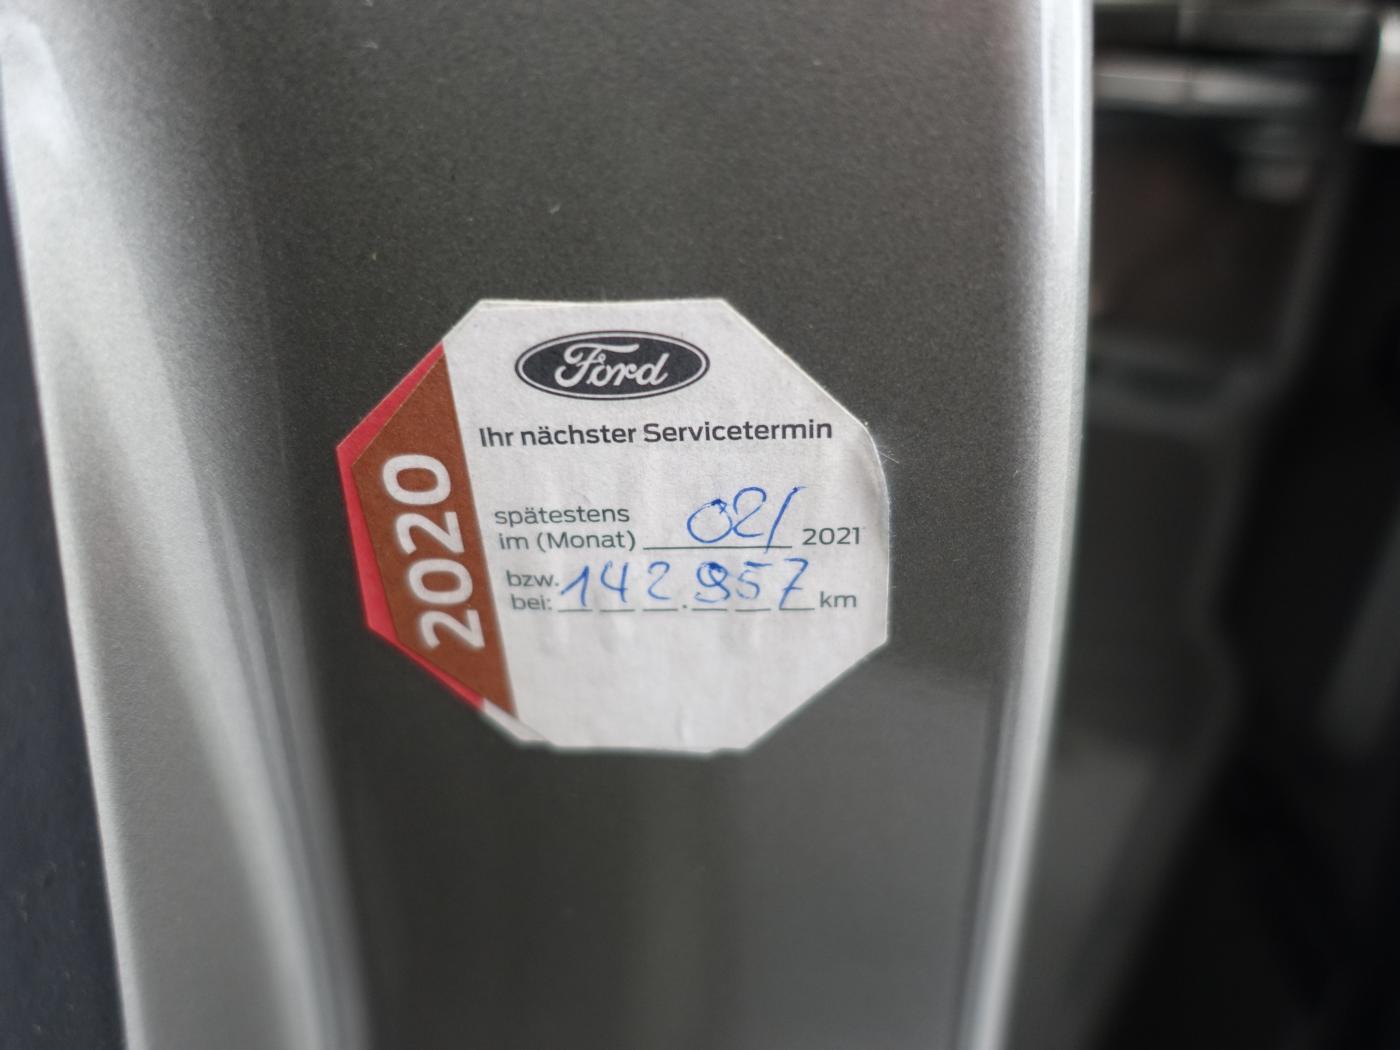 Ford
Ihr nächster Servicetermin
2020
spätestens
im (Monat) 02/ 2021
bzw.
bei: 142.957 km